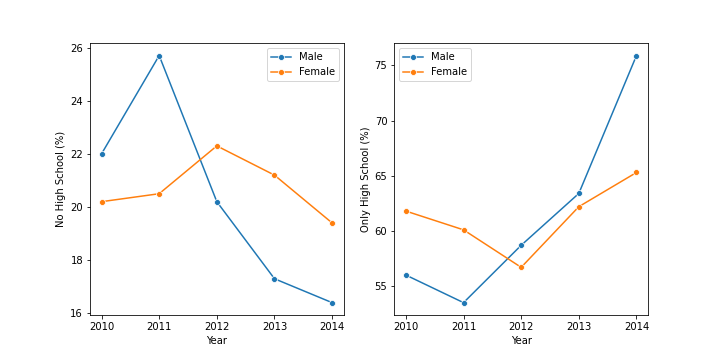 No High School (%)
26
24
22
20
18
16
2010 2011 2012 2013 2014
Year
Male
Female
Only High School (%)
75
70
65
60
55
2010 2011 2012 2013 2014
Year
Male
Female